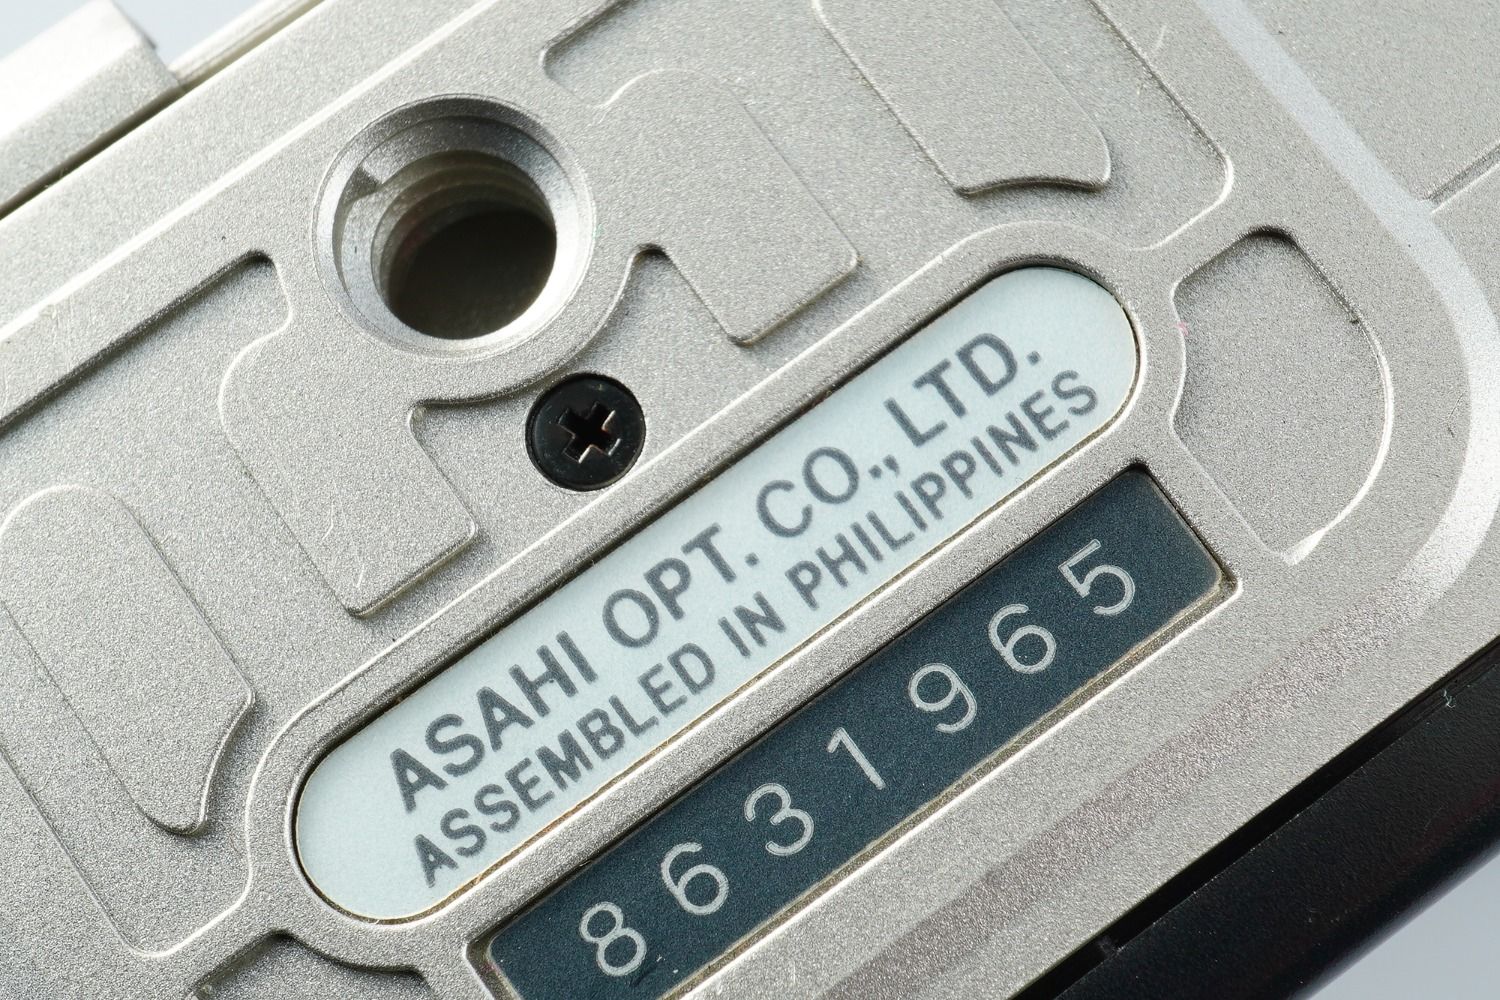 ASAHI OPT. CO., LTD.
ASSEMBLED IN PHILIPPINES
8631965